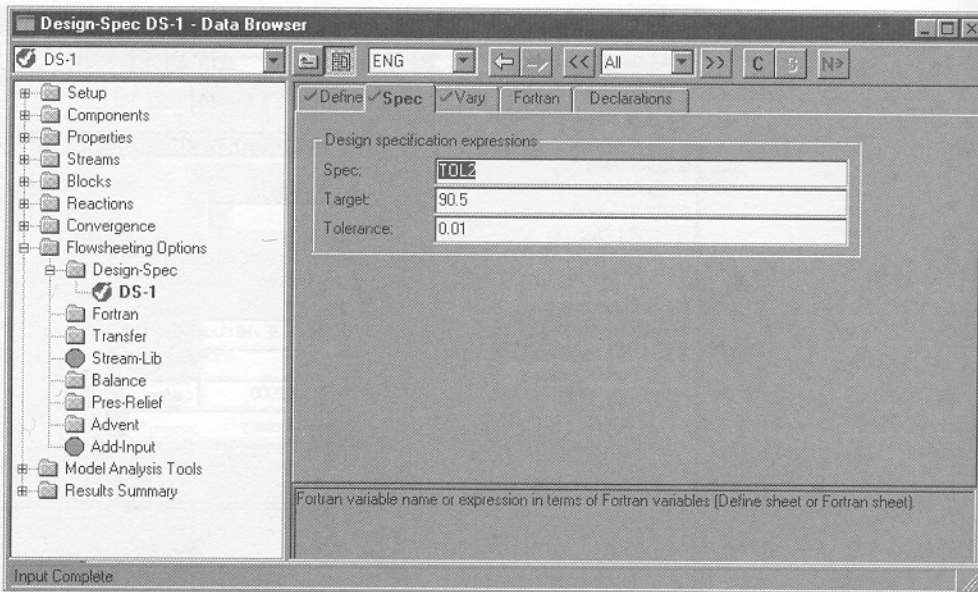 Design-Spec DS-1 - Data Browser
DS-1
ENG
<<
All
>>
C
S
N>
Setup
Components
Properties
Streams
Blocks
Reactions
Convergence
Flowsheeting Options
Design-Spec
DS-1
Fortran
Transfer
Stream-Lib
Balance
Pres-Relief
Advent
Add-Input
Model Analysis Tools
Results Summary
Define
Spec
Vary
Fortran
Declarations
Design specification expressions
Spec: TOL2
Target: 90.5
Tolerance: 0.01
Fortran variable name or expression in terms of Fortran variables (Define sheet or Fortran sheet).
Input Complete